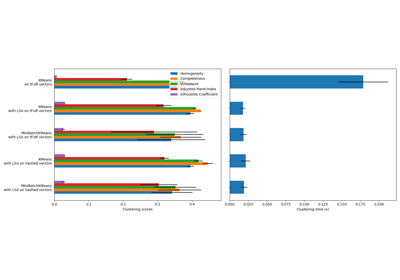 Homogeneity
Completeness
V-measure
Adjusted Rand-Index
Silhouette Coefficient
KMeans
on tf-idf vectors
KMeans
with LSA on tf-idf vectors
MiniBatchKMeans
with LSA on tf-idf vectors
KMeans
with LSA on hashed vectors
MiniBatchKMeans
with LSA on hashed vectors
0.0 0.1 0.2 0.3 0.4
Clustering scores
0.000 0.025 0.050 0.075 0.100 0.125 0.150 0.175 0.200
Clustering time (s)